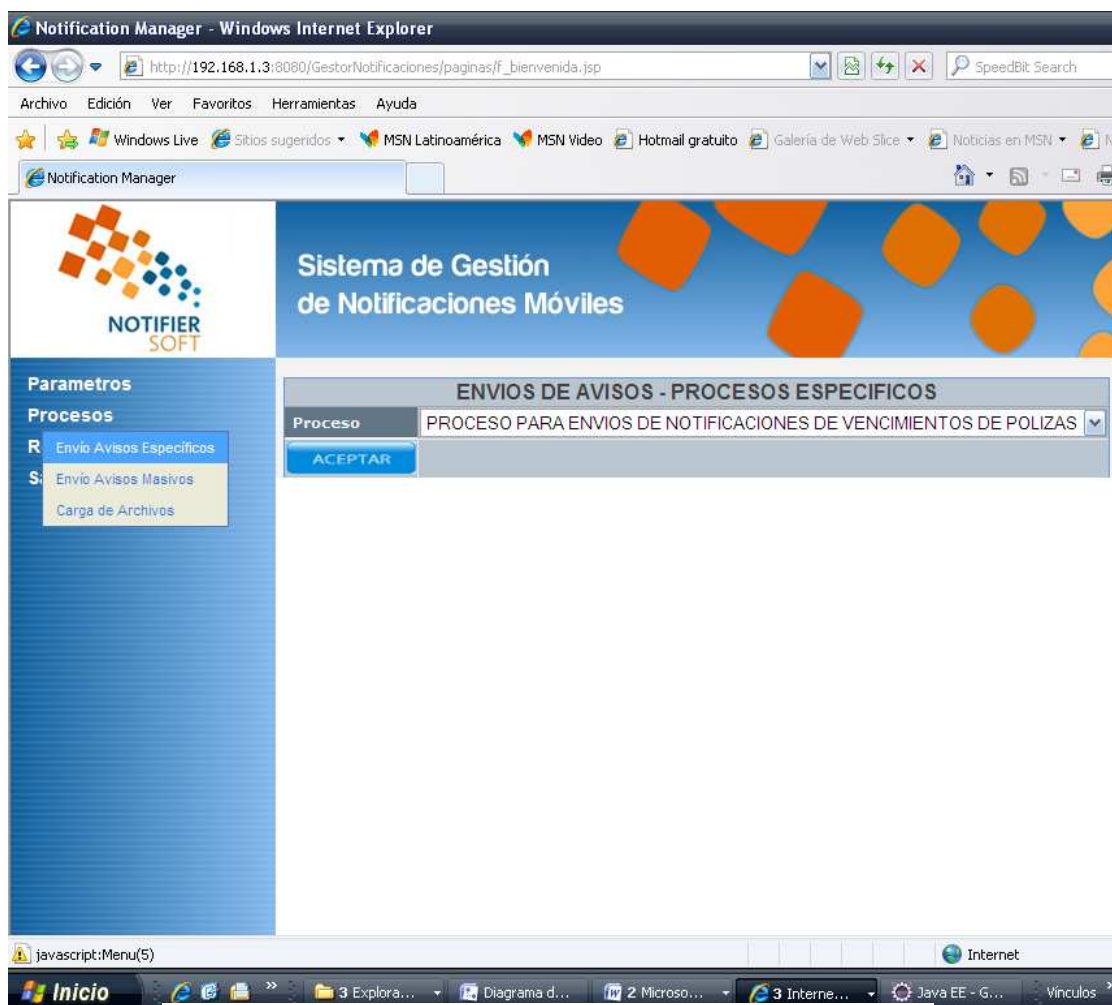 Notification Manager - Windows Internet Explorer
http://192.168.1.3:8080/GestorNotificaciones/paginas/f_bienvenida.jsp
SpeedBit Search
Archivo Edición Ver Favoritos Herramientas Ayuda
Windows Live Sitios sugeridos MSN Latinoamérica MSN Video Hotmail gratuito Galería de Web Slice Noticias en MSN
Notification Manager
NOTIFIER
SOFT
Sistema de Gestión
de Notificaciones Móviles
Parametros
Procesos
Envío Avisos Específicos
Envío Avisos Masivos
Carga de Archivos
ENVIOS DE AVISOS - PROCESOS ESPECIFICOS
Proceso PROCESO PARA ENVIOS DE NOTIFICACIONES DE VENCIMIENTOS DE POLIZAS
ACEPTAR
javascript:Menu(5)
Internet
Inicio » 3 Explora... Diagrama d... 2 Microso... 3 Interne... Java EE - G... Vínculos